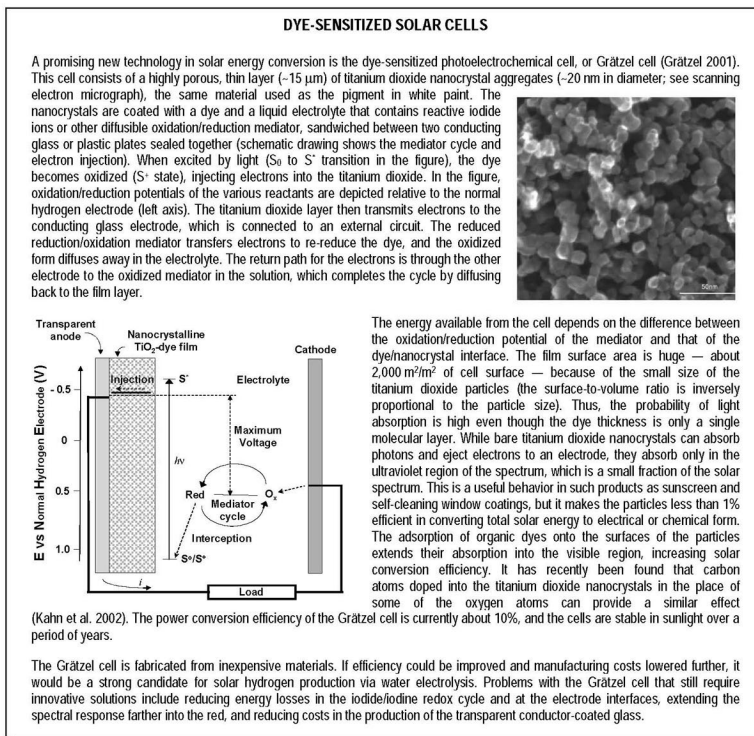 DYE-SENSITIZED SOLAR CELLS
A promising new technology in solar energy conversion is the dye-sensitized photoelectrochemical cell, or Grätzel cell (Grätzel 2001).
This cell consists of a highly porous, thin layer (~15 µm) of titanium dioxide nanocrystal aggregates (~20 nm in diameter; see scanning
electron micrograph), the same material used as the pigment in white paint. The
nanocrystals are coated with a dye and a liquid electrolyte that contains reactive iodide
ions or other diffusible oxidation/reduction mediator, sandwiched between two conducting
glass or plastic plates sealed together (schematic drawing shows the mediator cycle and
electron injection). When excited by light (S₀ to S* transition in the figure), the dye
becomes oxidized (S⁺ state), injecting electrons into the titanium dioxide. In the figure,
oxidation/reduction potentials of the various reactants are depicted relative to the normal
hydrogen electrode (left axis). The titanium dioxide layer then transmits electrons to the
conducting glass electrode, which is connected to an external circuit. The reduced
reduction/oxidation mediator transfers electrons to re-reduce the dye, and the oxidized
form diffuses away in the electrolyte. The return path for the electrons is through the other
electrode to the oxidized mediator in the solution, which completes the cycle by diffusing
back to the film layer.
50nm
Transparent
anode
Nanocrystalline
TiO₂-dye film
Cathode
E vs Normal Hydrogen Electrode (V)
- 0.5
0
0.5
1.0
Injection
S*
Electrolyte
Maximum
Voltage
hν
Red
Oₓ
Mediator
cycle
Interception
S⁰/S⁺
i
Load
The energy available from the cell depends on the difference between
the oxidation/reduction potential of the mediator and that of the
dye/nanocrystal interface. The film surface area is huge — about
2,000 m²/m² of cell surface — because of the small size of the
titanium dioxide particles (the surface-to-volume ratio is inversely
proportional to the particle size). Thus, the probability of light
absorption is high even though the dye thickness is only a single
molecular layer. While bare titanium dioxide nanocrystals can absorb
photons and eject electrons to an electrode, they absorb only in the
ultraviolet region of the spectrum, which is a small fraction of the solar
spectrum. This is a useful behavior in such products as sunscreen and
self-cleaning window coatings, but it makes the particles less than 1%
efficient in converting total solar energy to electrical or chemical form.
The adsorption of organic dyes onto the surfaces of the particles
extends their absorption into the visible region, increasing solar
conversion efficiency. It has recently been found that carbon
atoms doped into the titanium dioxide nanocrystals in the place of
some of the oxygen atoms can provide a similar effect
(Kahn et al. 2002). The power conversion efficiency of the Grätzel cell is currently about 10%, and the cells are stable in sunlight over a
period of years.
The Grätzel cell is fabricated from inexpensive materials. If efficiency could be improved and manufacturing costs lowered further, it
would be a strong candidate for solar hydrogen production via water electrolysis. Problems with the Grätzel cell that still require
innovative solutions include reducing energy losses in the iodide/iodine redox cycle and at the electrode interfaces, extending the
spectral response farther into the red, and reducing costs in the production of the transparent conductor-coated glass.